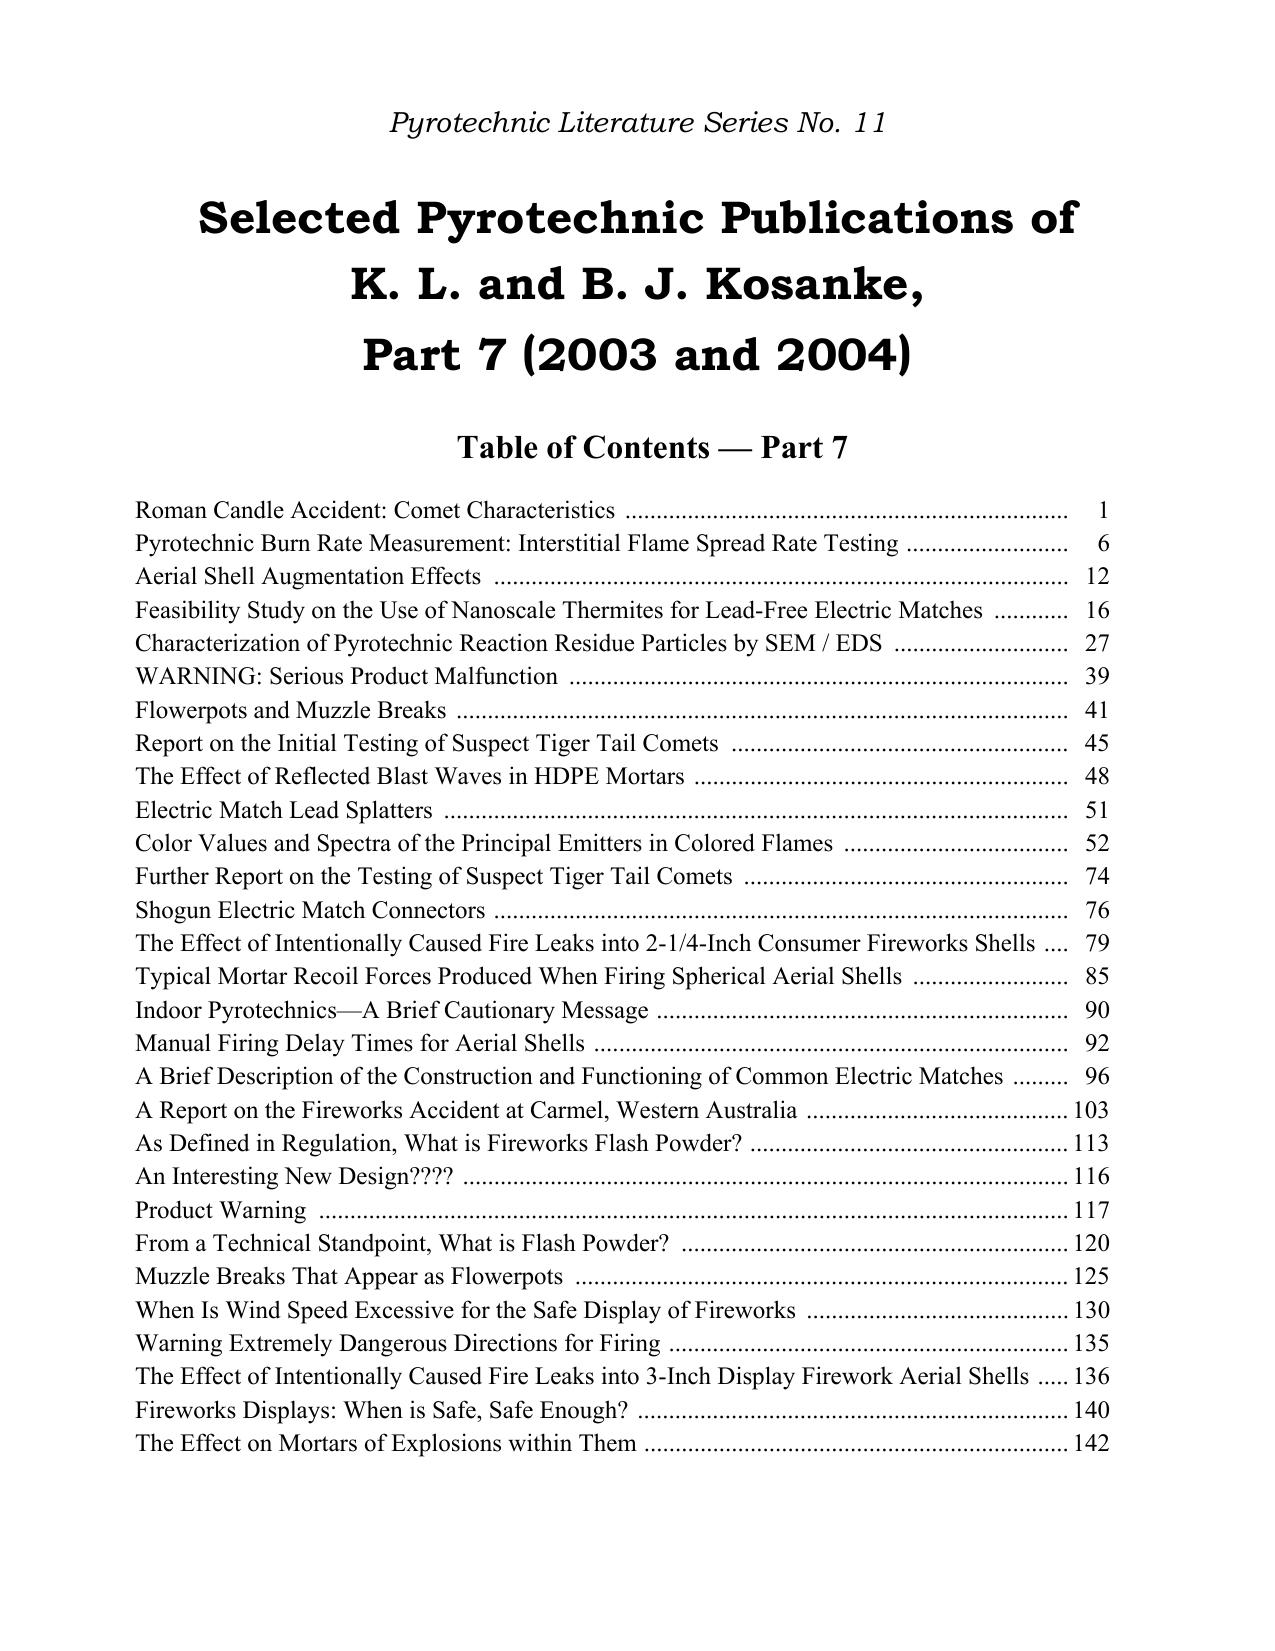 Pyrotechnic Literature Series No. 11
Selected Pyrotechnic Publications of
K. L. and B. J. Kosanke,
Part 7 (2003 and 2004)
Table of Contents — Part 7
Roman Candle Accident: Comet Characteristics ....................................................................... 1
Pyrotechnic Burn Rate Measurement: Interstitial Flame Spread Rate Testing .......................... 6
Aerial Shell Augmentation Effects ............................................................................................ 12
Feasibility Study on the Use of Nanoscale Thermites for Lead-Free Electric Matches ............ 16
Characterization of Pyrotechnic Reaction Residue Particles by SEM / EDS ............................ 27
WARNING: Serious Product Malfunction ................................................................................ 39
Flowerpots and Muzzle Breaks .................................................................................................. 41
Report on the Initial Testing of Suspect Tiger Tail Comets ...................................................... 45
The Effect of Reflected Blast Waves in HDPE Mortars ............................................................ 48
Electric Match Lead Splatters .................................................................................................... 51
Color Values and Spectra of the Principal Emitters in Colored Flames .................................... 52
Further Report on the Testing of Suspect Tiger Tail Comets .................................................... 74
Shogun Electric Match Connectors ............................................................................................ 76
The Effect of Intentionally Caused Fire Leaks into 2-1/4-Inch Consumer Fireworks Shells .... 79
Typical Mortar Recoil Forces Produced When Firing Spherical Aerial Shells ......................... 85
Indoor Pyrotechnics—A Brief Cautionary Message .................................................................. 90
Manual Firing Delay Times for Aerial Shells ............................................................................ 92
A Brief Description of the Construction and Functioning of Common Electric Matches ......... 96
A Report on the Fireworks Accident at Carmel, Western Australia .......................................... 103
As Defined in Regulation, What is Fireworks Flash Powder? ................................................... 113
An Interesting New Design???? ................................................................................................. 116
Product Warning ........................................................................................................................ 117
From a Technical Standpoint, What is Flash Powder? .............................................................. 120
Muzzle Breaks That Appear as Flowerpots ............................................................................... 125
When Is Wind Speed Excessive for the Safe Display of Fireworks .......................................... 130
Warning Extremely Dangerous Directions for Firing ................................................................ 135
The Effect of Intentionally Caused Fire Leaks into 3-Inch Display Firework Aerial Shells ..... 136
Fireworks Displays: When is Safe, Safe Enough? ..................................................................... 140
The Effect on Mortars of Explosions within Them .................................................................... 142